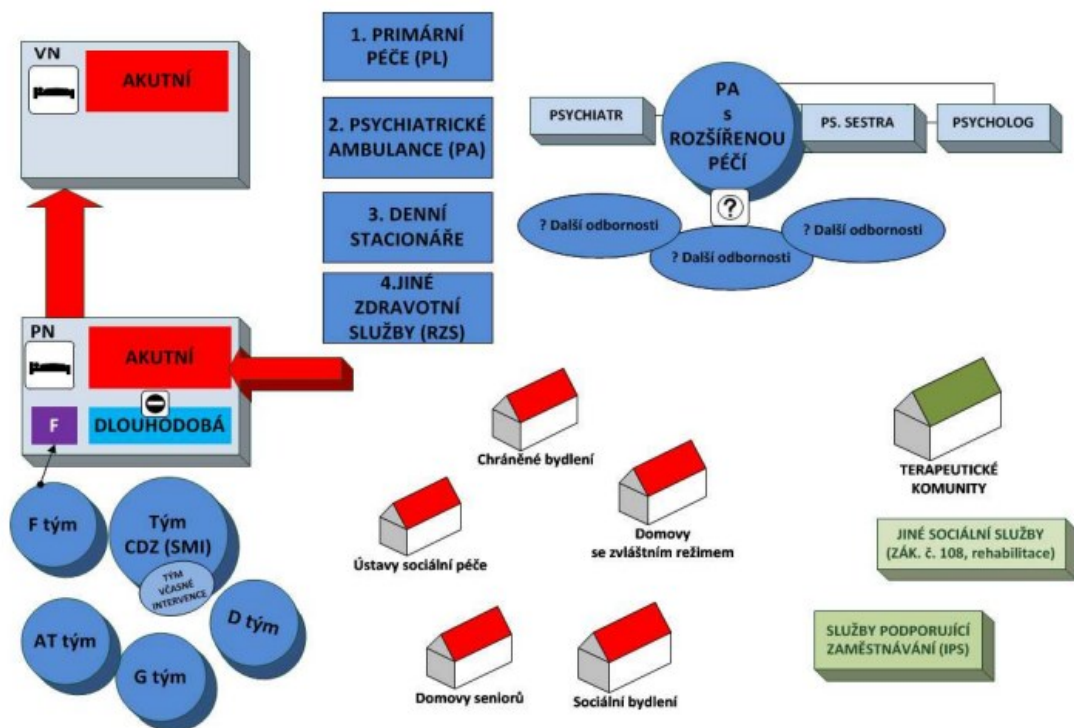 VN
AKUTNÍ
PN
AKUTNÍ
F
DLOUHODOBÁ
F tým
Tým
CDZ (SMI)
TÝM
VČASNÉ
INTERVENCE
D tým
AT tým
G tým
1. PRIMÁRNÍ
PÉČE (PL)
2. PSYCHIATRICKÉ
AMBULANCE (PA)
3. DENNÍ
STACIONÁŘE
4.JINÉ
ZDRAVOTNÍ
SLUŽBY (RZS)
PSYCHIATR
PA
s
ROZŠÍŘENOU
PÉČÍ
PS. SESTRA
PSYCHOLOG
?
? Další odbornosti
? Další odbornosti
? Další odbornosti
Chráněné bydlení
Ústavy sociální péče
Domovy
se zvláštním režimem
Domovy seniorů
Sociální bydlení
TERAPEUTICKÉ
KOMUNITY
JINÉ SOCIÁLNÍ SLUŽBY
(ZÁK. č. 108, rehabilitace)
SLUŽBY PODPORUJÍCÍ
ZAMĚSTNÁVÁNÍ (IPS)